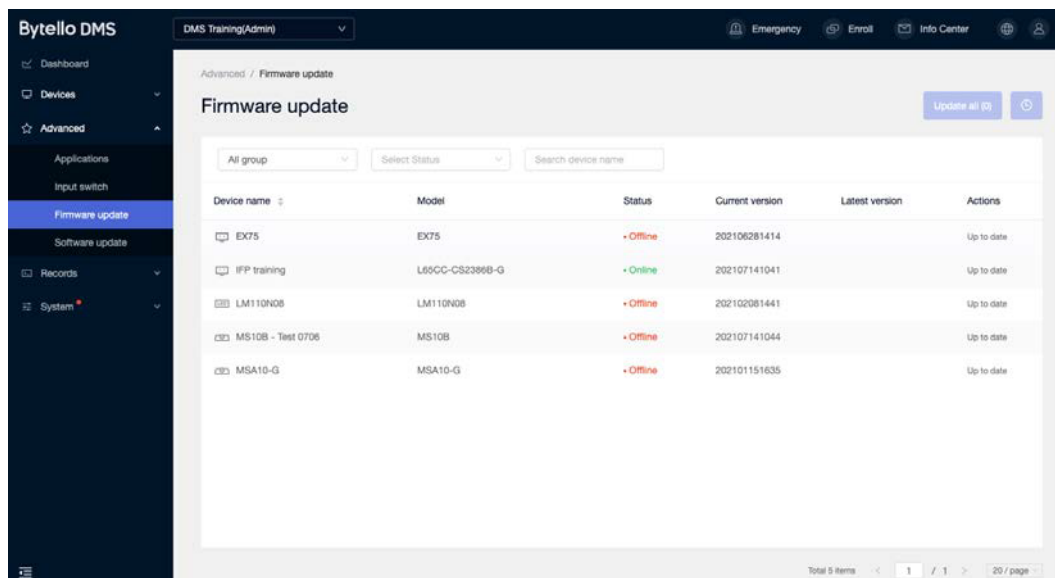 Bytello DMS
DMS Training(Admin)
Emergency
Enroll
Info Center
Dashboard
Devices
Advanced
Applications
Input switch
Firmware update
Software update
Records
System
Advanced / Firmware update
Firmware update
Update all (0)
All group
Select Status
Search device name
Device name Model Status Current version Latest version Actions
EX75 EX75 Offline 202106281414 Up to date
IFP training L65CC-CS2386B-G Online 202107141041 Up to date
LM110N08 LM110N08 Offline 202102081441 Up to date
MS10B - Test 0706 MS10B Offline 202107141044 Up to date
MSA10-G MSA10-G Offline 202101151635 Up to date
Total 5 items < 1 / 1 > 20 / page